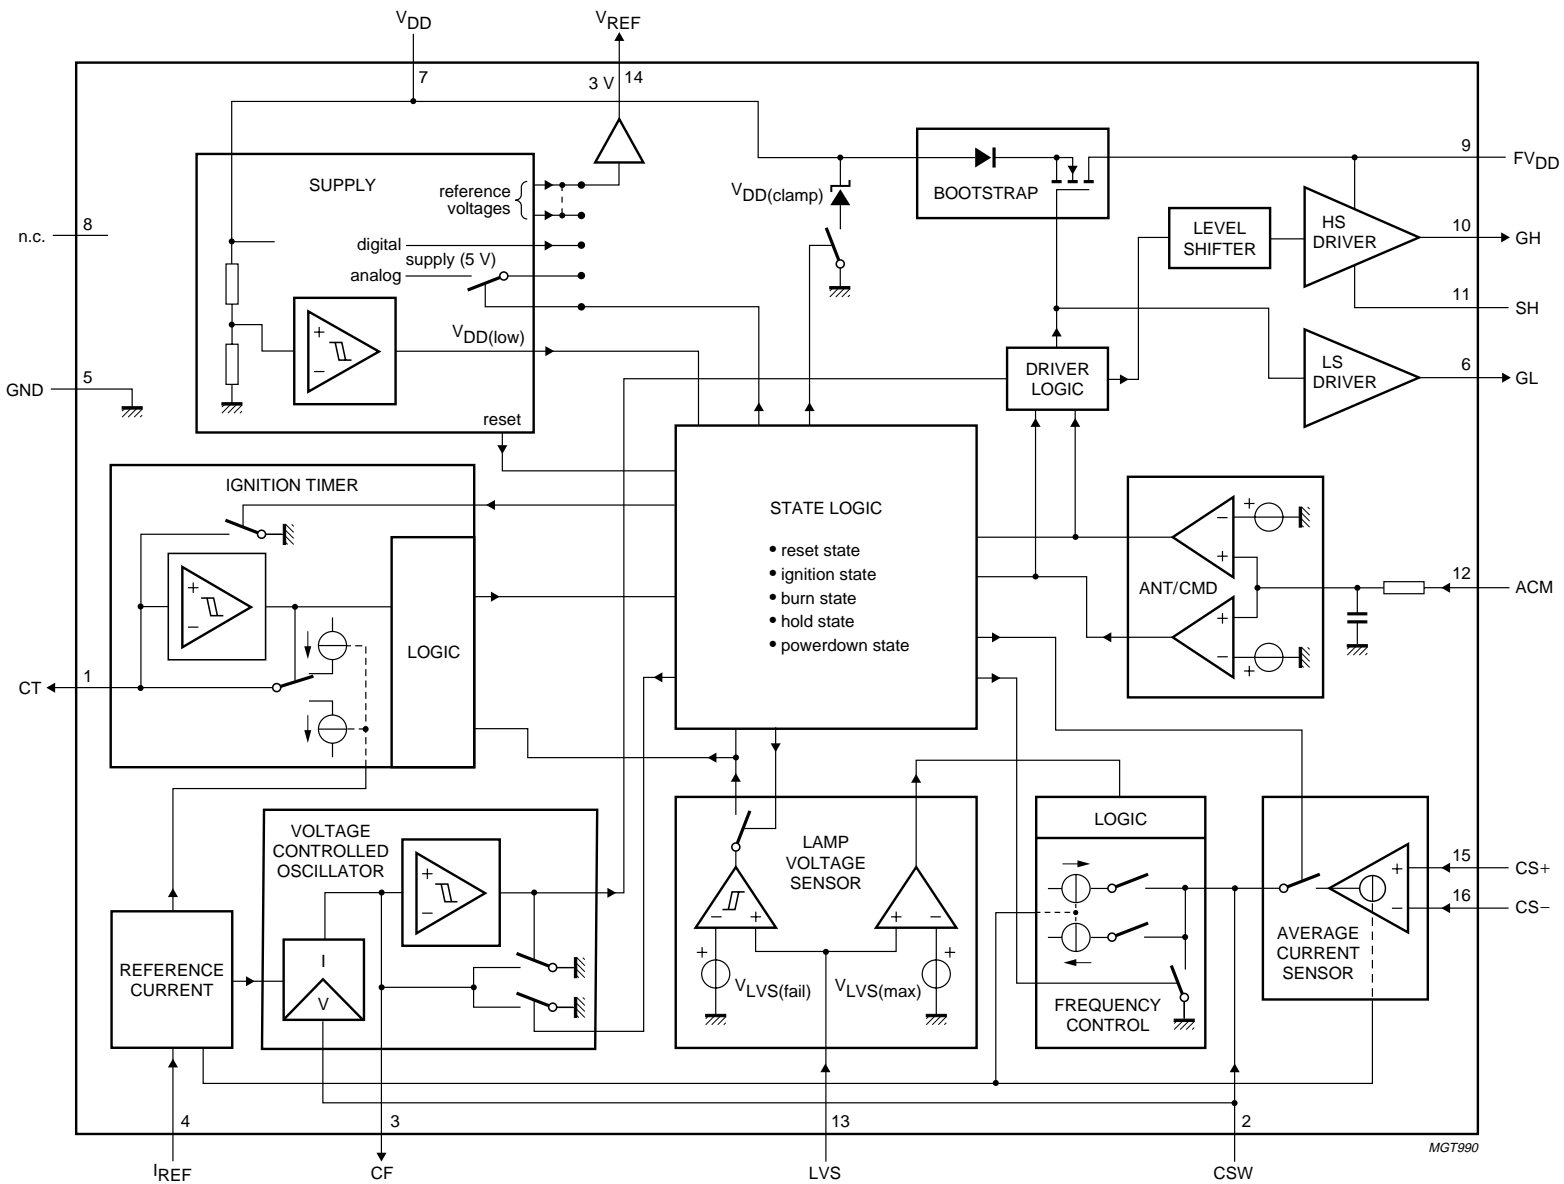 VDD
VREF
7
3 V
14
SUPPLY
reference
voltages
digital
supply (5 V)
analog
VDD(low)
reset
VDD(clamp)
BOOTSTRAP
9
FVDD
n.c.
8
LEVEL
SHIFTER
HS
DRIVER
10
GH
11
SH
GND
5
DRIVER
LOGIC
LS
DRIVER
6
GL
IGNITION TIMER
LOGIC
CT
1
STATE LOGIC
• reset state
• ignition state
• burn state
• hold state
• powerdown state
ANT/CMD
12
ACM
VOLTAGE
CONTROLLED
OSCILLATOR
I
V
REFERENCE
CURRENT
LAMP
VOLTAGE
SENSOR
VLVS(fail)
VLVS(max)
LOGIC
FREQUENCY
CONTROL
AVERAGE
CURRENT
SENSOR
15
CS+
16
CS−
4
3
13
2
MGT990
IREF
CF
LVS
CSW